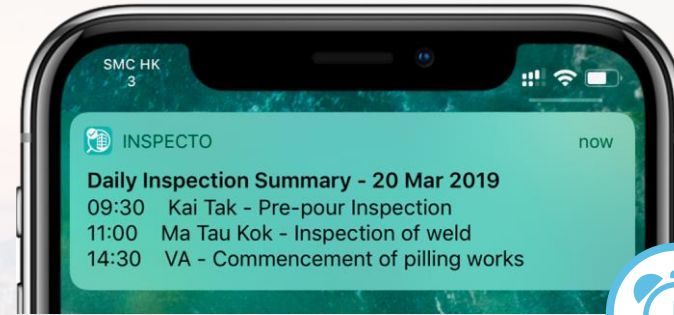 SMC HK
3
INSPECTO
now
Daily Inspection Summary - 20 Mar 2019
09:30 Kai Tak - Pre-pour Inspection
11:00 Ma Tau Kok - Inspection of weld
14:30 VA - Commencement of pilling works